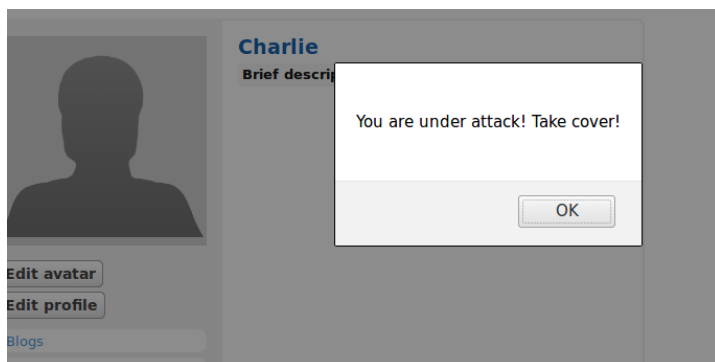 Charlie
Brief descrip
You are under attack! Take cover!
OK
Edit avatar
Edit profile
Blogs